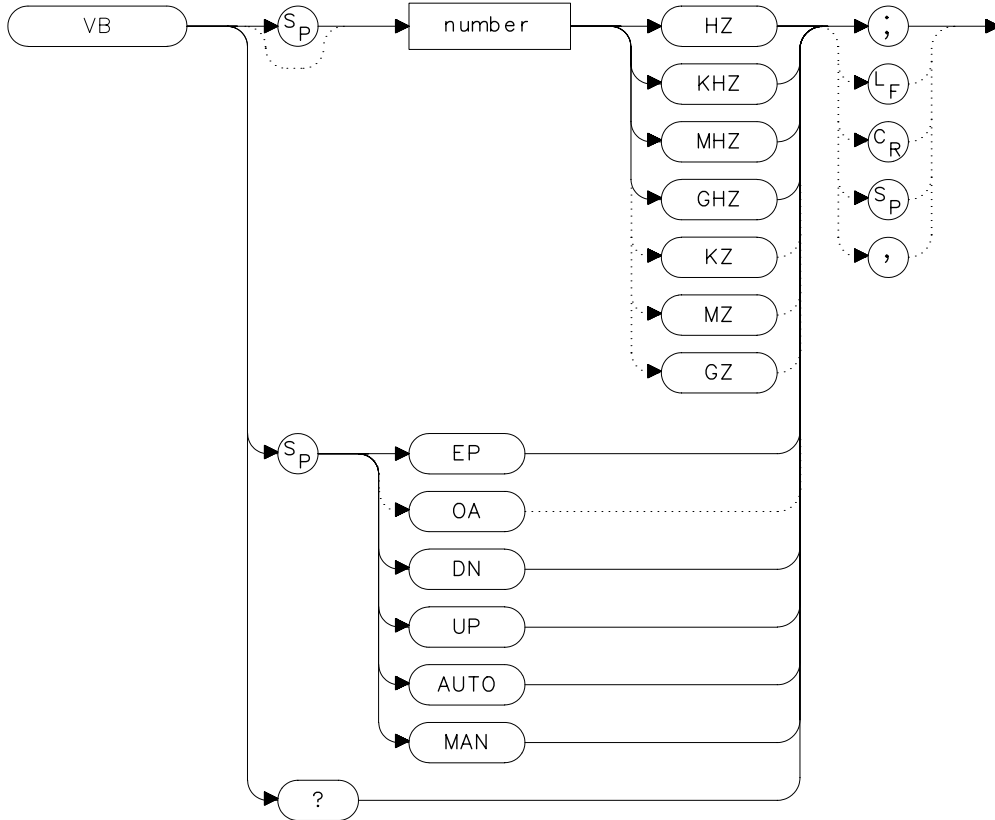 VB
SP
number
HZ
;
KHZ
LF
MHZ
CR
GHZ
SP
KZ
,
MZ
GZ
SP
EP
OA
DN
UP
AUTO
MAN
?